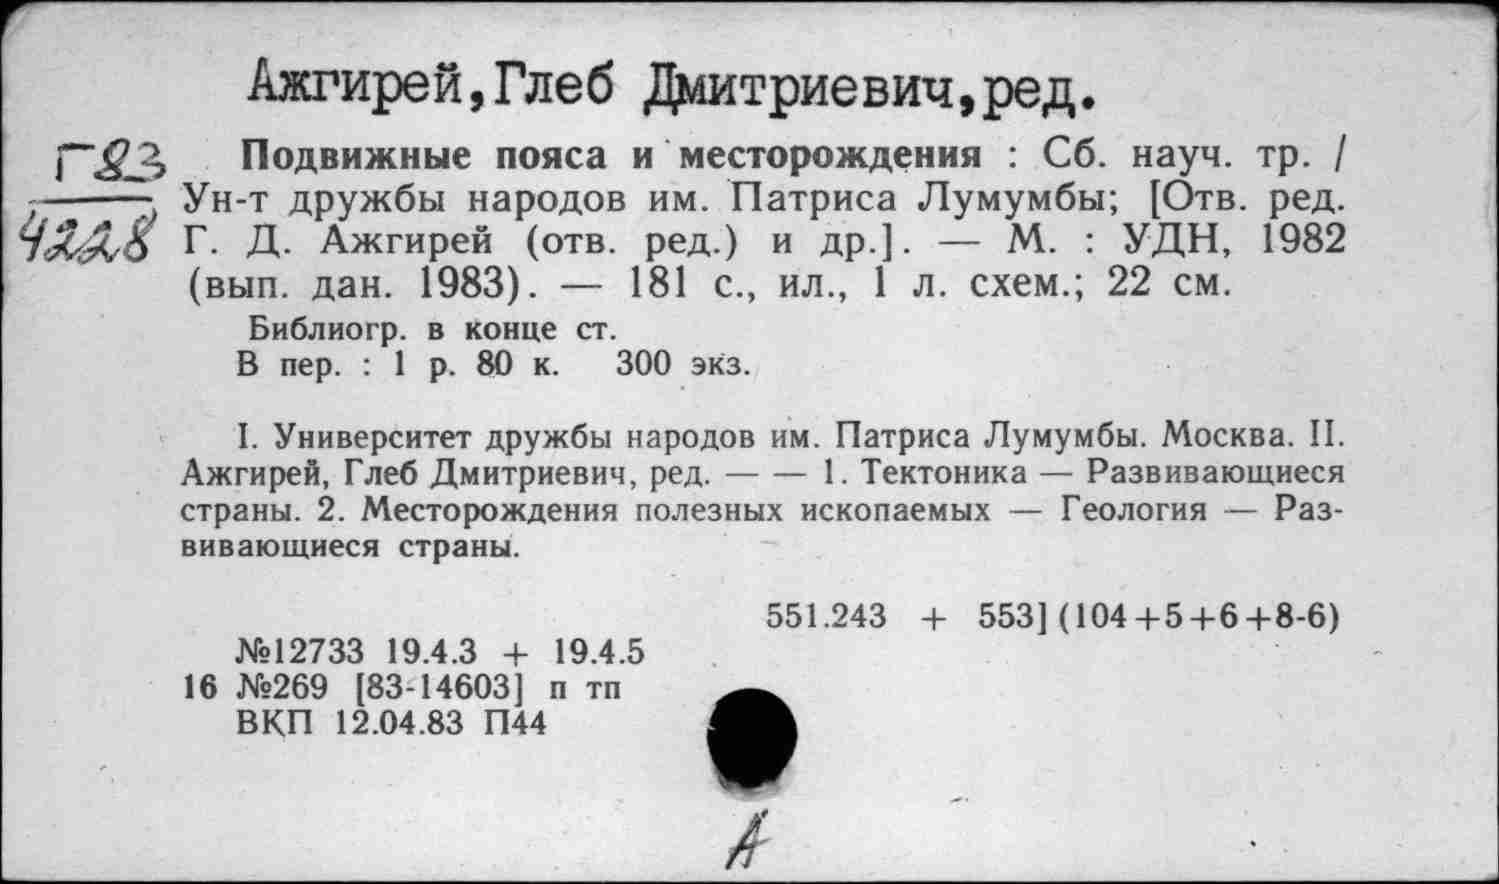 Ажгирей,Глеб Дмитриевич,ред.
Г83
4228
Подвижные пояса и месторождения : Сб. науч. тр. /
Ун-т дружбы народов им. Патриса Лумумбы; [Отв. ред.
Г. Д. Ажгирей (отв. ред.) и др.]. — М. : УДН, 1982
(вып. дан. 1983). — 181 с., ил., 1 л. схем.; 22 см.
Библиогр. в конце ст.
В пер. : 1 р. 80 к. 300 экз.
I. Университет дружбы народов им. Патриса Лумумбы. Москва. II.
Ажгирей, Глеб Дмитриевич, ред. — — 1. Тектоника — Развивающиеся
страны. 2. Месторождения полезных ископаемых — Геология — Раз-
вивающиеся страны.
551.243 + 553] (104+5+6+8-6)
№12733 19.4.3 + 19.4.5
16 №269 [83-14603] п тп
ВКП 12.04.83 П44
А